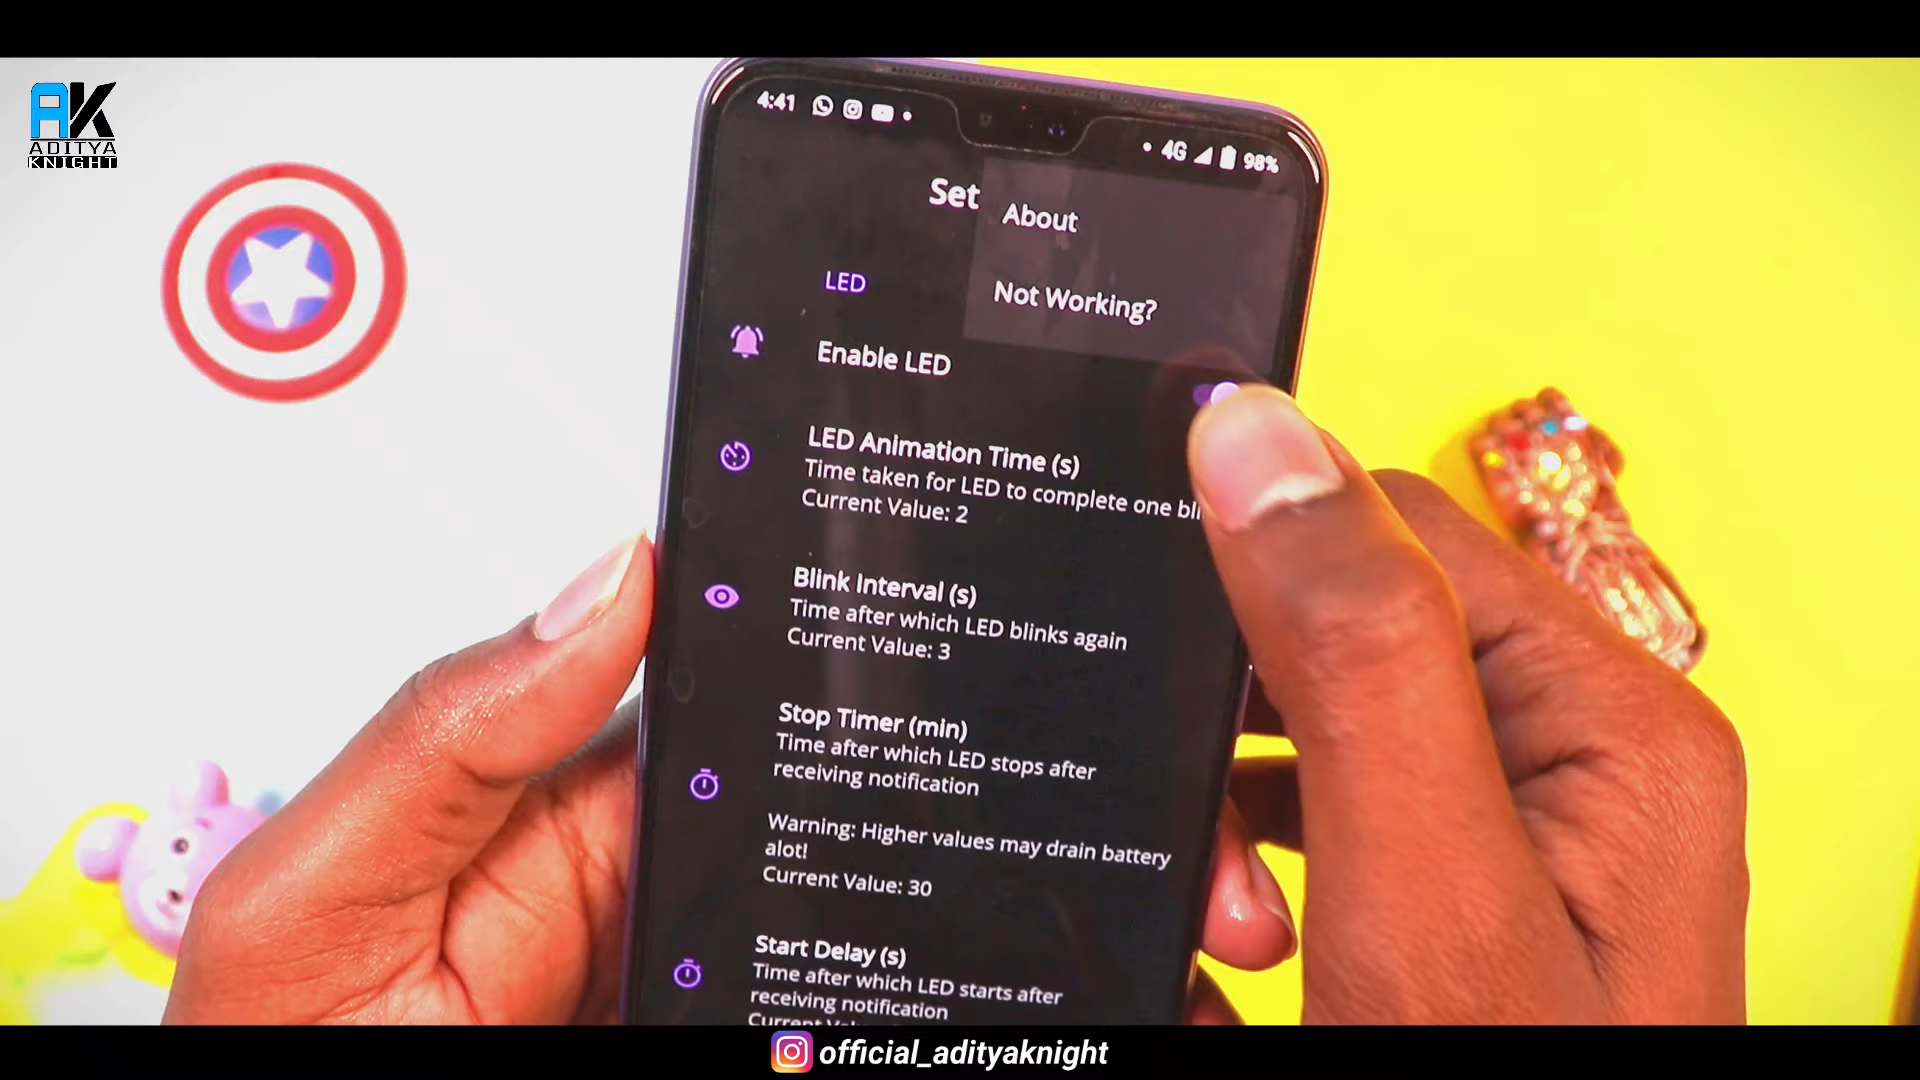 AK
ADITYA
KNIGHT
4:41
4G
98%
Set
About
Not Working?
LED
Enable LED
LED Animation Time (s)
Time taken for LED to complete one bli
Current Value: 2
Blink Interval (s)
Time after which LED blinks again
Current Value: 3
Stop Timer (min)
Time after which LED stops after
receiving notification
Warning: Higher values may drain battery
alot!
Current Value: 30
Start Delay (s)
Time after which LED starts after
receiving notification
official_adityaknight